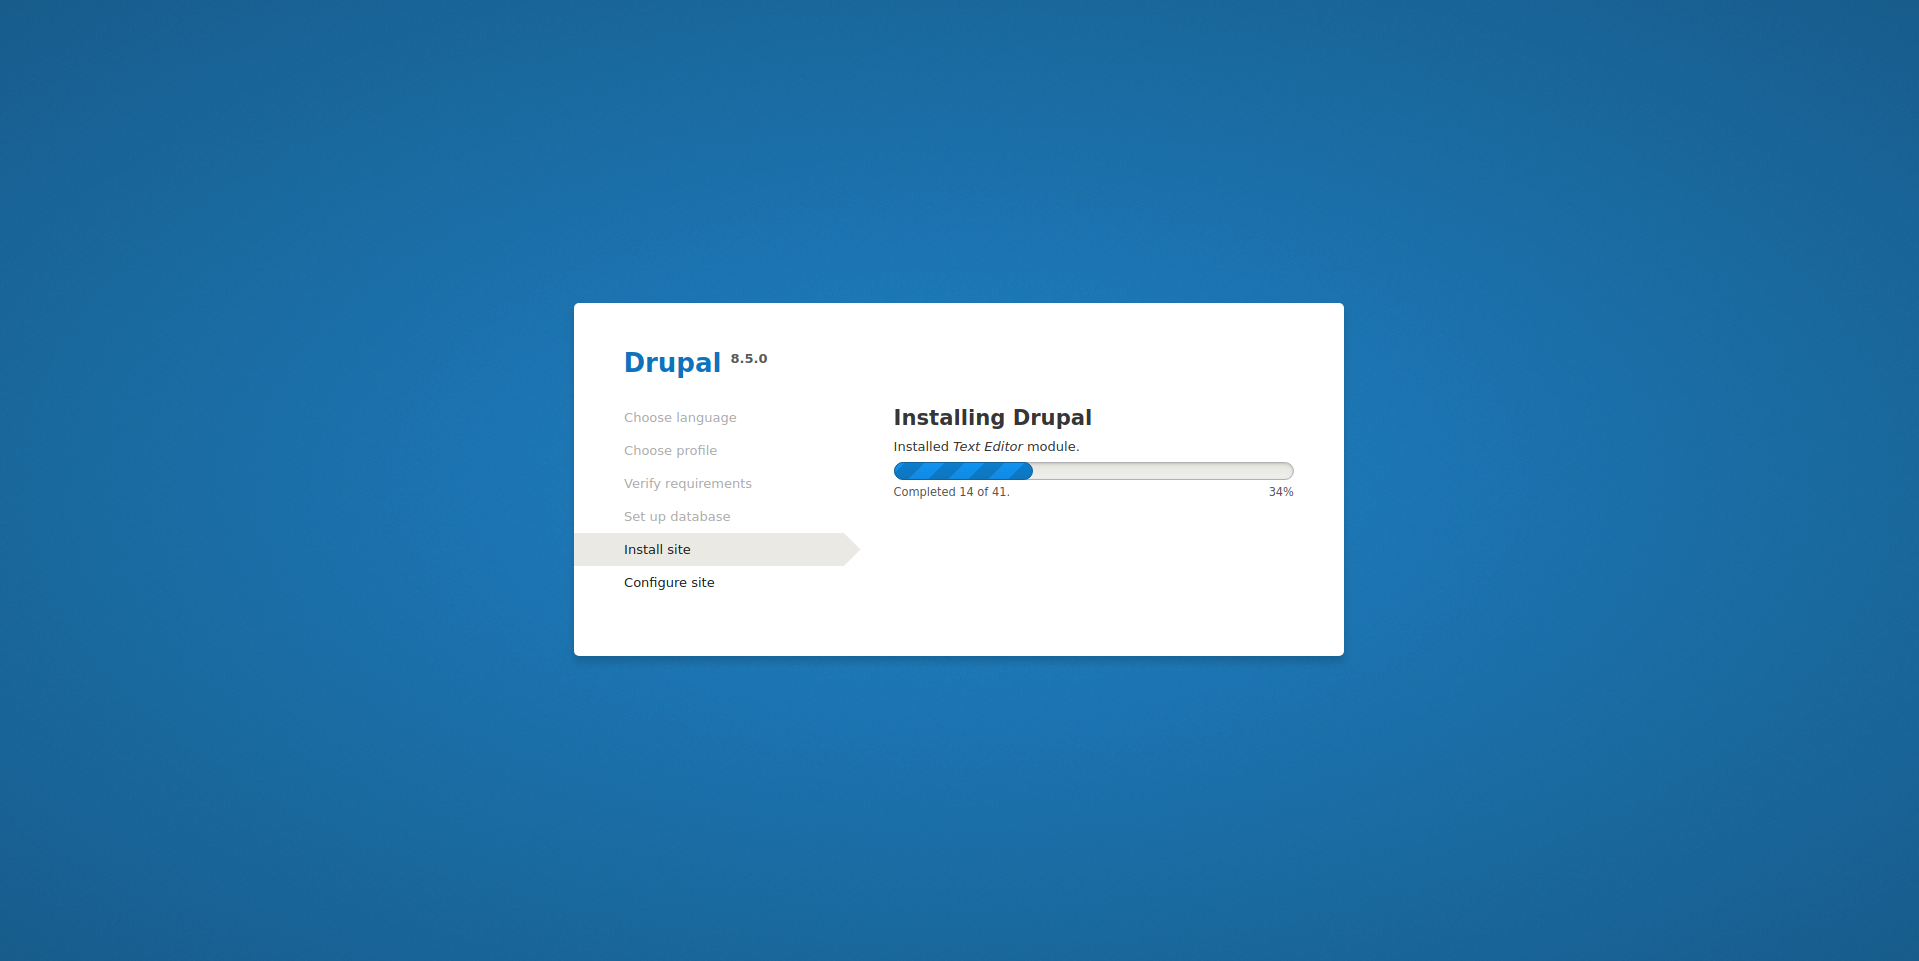 Drupal 8.5.0
Choose language
Choose profile
Verify requirements
Set up database
Install site
Configure site
Installing Drupal
Installed Text Editor module.
Completed 14 of 41. 34%